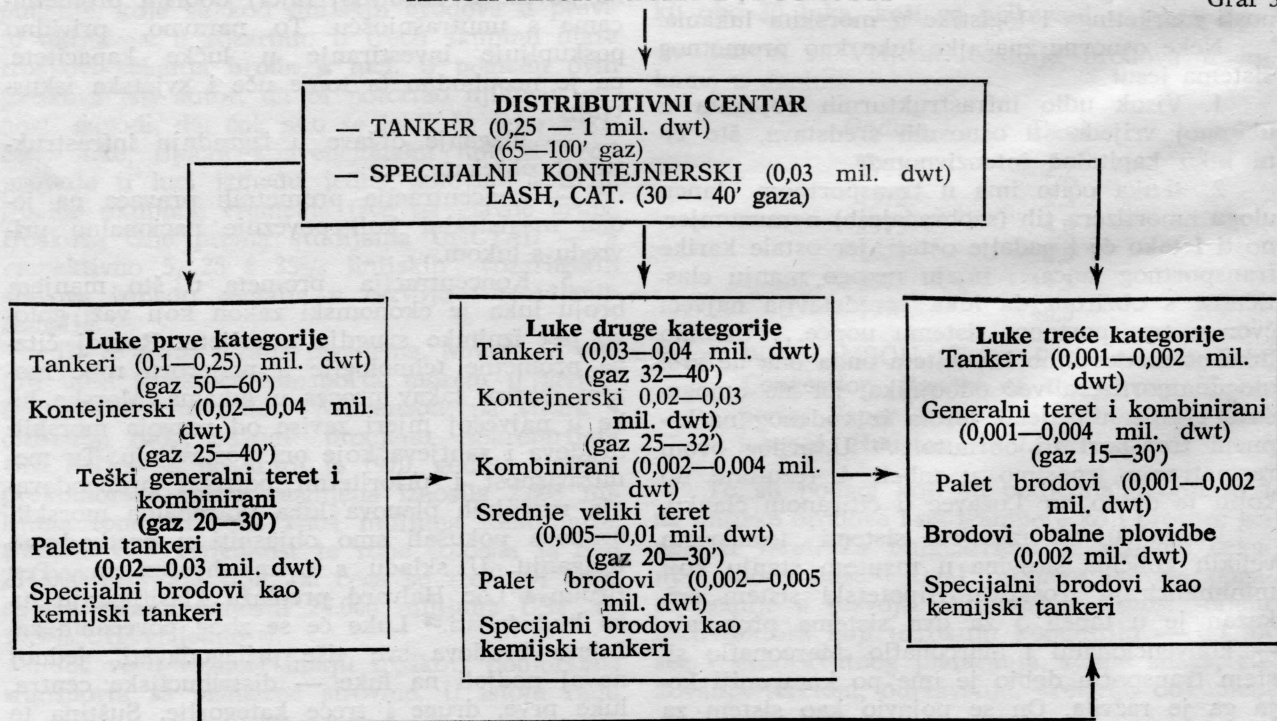 Graf 3
DISTRIBUTIVNI CENTAR
— TANKER (0,25 — 1 mil. dwt)
(65—100′ gaz)
— SPECIJALNI KONTEJNERSKI (0,03 mil. dwt)
LASH, CAT. (30 — 40′ gaza)
Luke prve kategorije
Tankeri (0,1—0,25) mil. dwt)
(gaz 50—60′)
Kontejnerski (0,02—0,04 mil.
dwt)
(gaz 25—40′)
Teški generalni teret i
kombinirani
(gaz 20—30′)
Paletni tankeri
(0,02—0,03 mil. dwt)
Specijalni brodovi kao
kemijski tankeri
Luke druge kategorije
Tankeri (0,03—0,04 mil. dwt)
(gaz 32—40′)
Kontejnerski 0,02—0,03
mil. dwt)
(gaz 25—32′)
Kombinirani (0,002—0,004 mil.
dwt)
Srednje veliki teret
(0,005—0,01 mil. dwt)
(gaz 20—30′)
Palet brodovi (0,002—0,005
mil. dwt)
Specijalni brodovi kao
kemijski tankeri
Luke treće kategorije
Tankeri (0,001—0,002 mil.
dwt)
Generalni teret i kombinirani
(0,001—0,004 mil. dwt)
(gaz 15—30′)
Palet brodovi (0,001—0,002
mil. dwt)
Brodovi obalne plovidbe
(0,002 mil. dwt)
Specijalni brodovi kao
kemijski tankeri